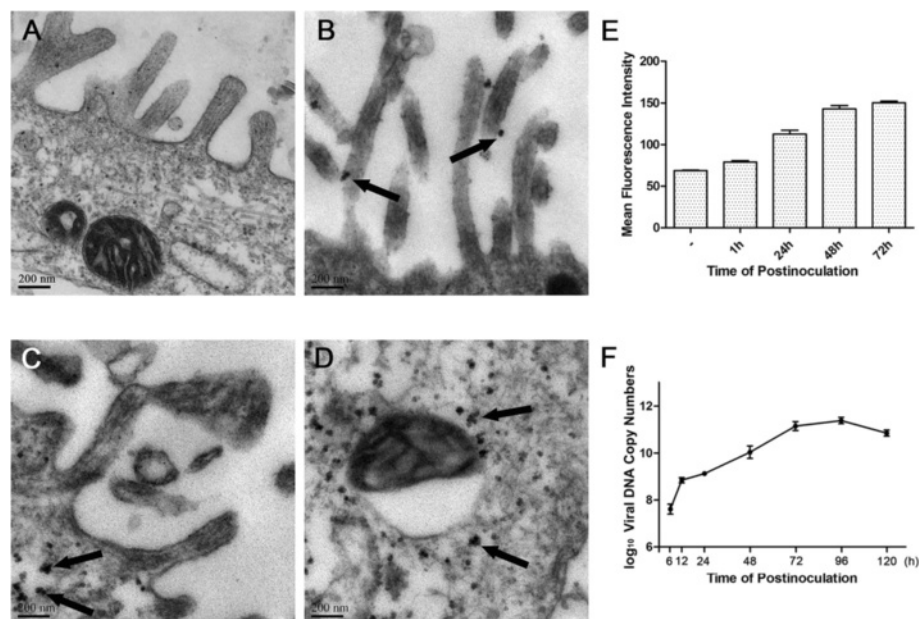 A
200 nm
B
200 nm
C
200 nm
D
200 nm
E
Mean Fluorescence Intensity
200
150
100
50
0
- 1h 24h 48h 72h
Time of Postinoculation
F
log₁₀ Viral DNA Copy Numbers
12
10
8
6
6 12 24 48 72 96 120 (h)
Time of Postinoculation